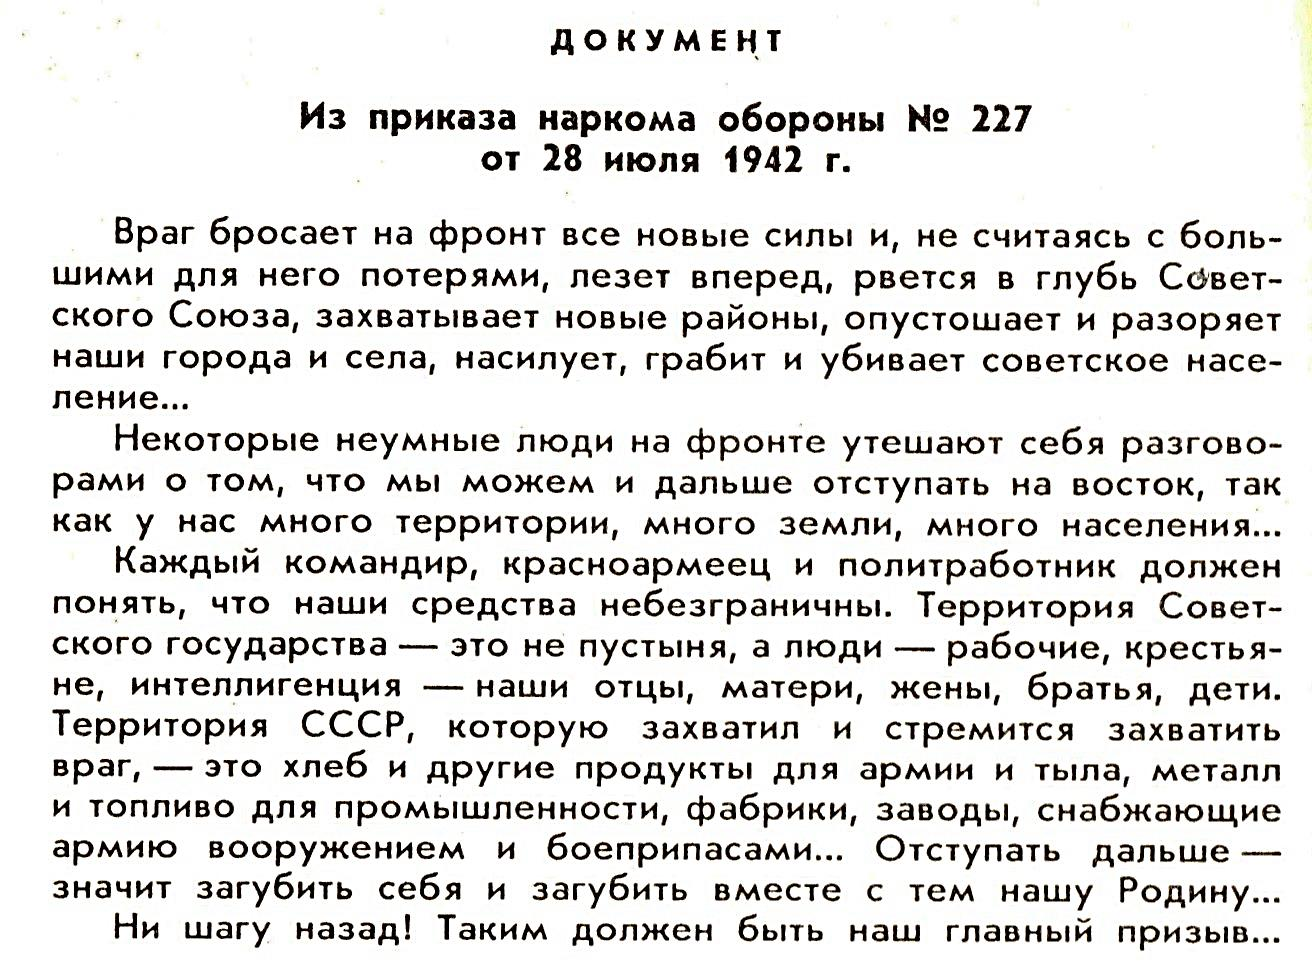 ДОКУМЕНТ
Из приказа наркома обороны № 227
от 28 июля 1942 г.
Враг бросает на фронт все новые силы и, не считаясь с боль-
шими для него потерями, лезет вперед, рвется в глубь Совет-
ского Союза, захватывает новые районы, опустошает и разоряет
наши города и села, насилует, грабит и убивает советское насе-
ление...
Некоторые неумные люди на фронте утешают себя разгово-
рами о том, что мы можем и дальше отступать на восток, так
как у нас много территории, много земли, много населения...
Каждый командир, красноармеец и политработник должен
понять, что наши средства небезграничны. Территория Совет-
ского государства — это не пустыня, а люди — рабочие, крестья-
не, интеллигенция — наши отцы, матери, жены, братья, дети.
Территория СССР, которую захватил и стремится захватить
враг, — это хлеб и другие продукты для армии и тыла, металл
и топливо для промышленности, фабрики, заводы, снабжающие
армию вооружением и боеприпасами... Отступать дальше —
значит загубить себя и загубить вместе с тем нашу Родину...
Ни шагу назад! Таким должен быть наш главный призыв...